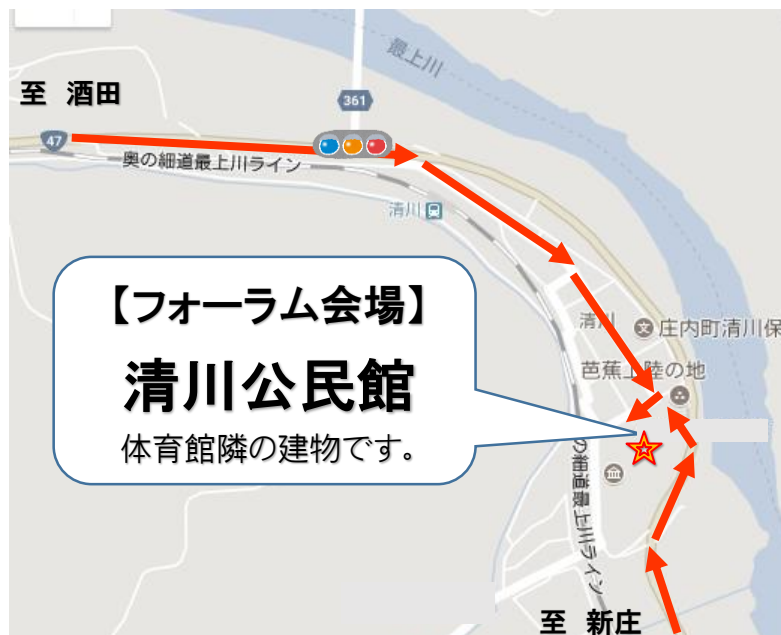 最上川
至 酒田
361
47
奥の細道最上川ライン
清川
【フォーラム会場】
清川公民館
体育館隣の建物です。
清川
文
庄内町清川保
芭蕉上陸の地
の細道最上川ライン
至 新庄